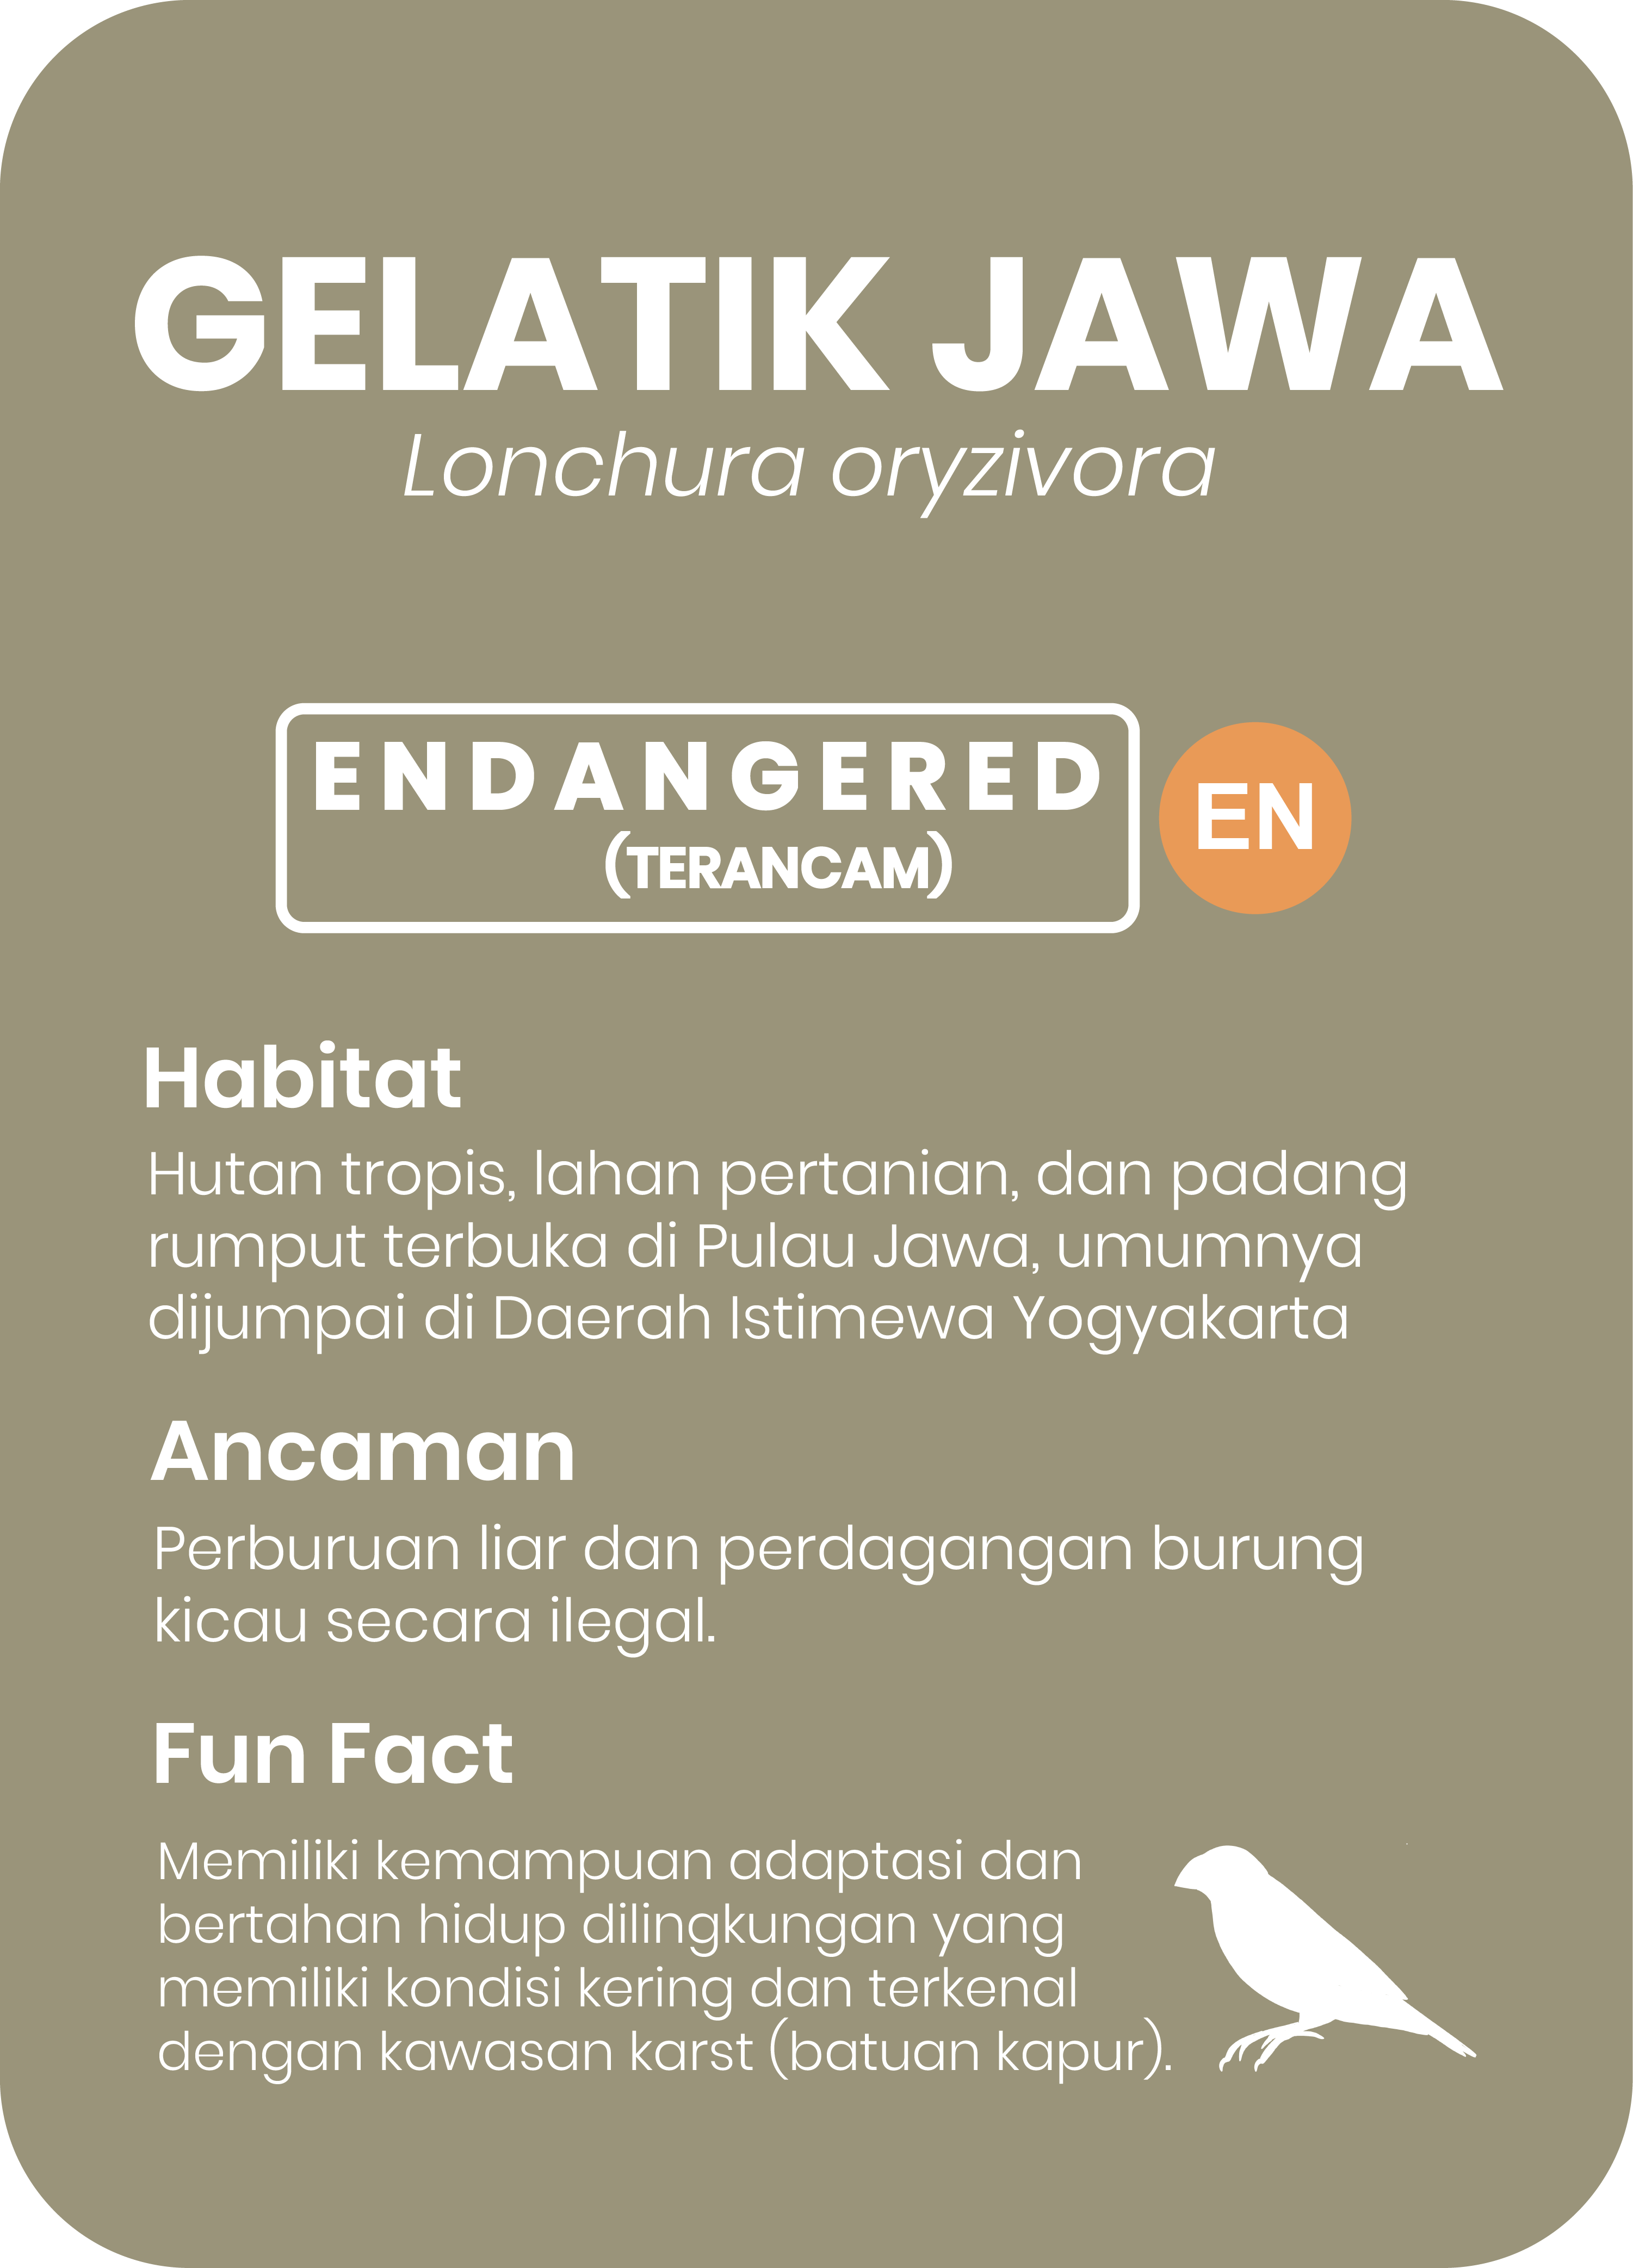 GELATIK JAWA
Lonchura oryzivora
ENDANGERED
(TERANCAM)
EN
Habitat
Hutan tropis, lahan pertanian, dan padang
rumput terbuka di Pulau Jawa, umumnya
dijumpai di Daerah Istimewa Yogyakarta
Ancaman
Perburuan liar dan perdagangan burung
kicau secara ilegal.
Fun Fact
Memiliki kemampuan adaptasi dan
bertahan hidup dilingkungan yang
memiliki kondisi kering dan terkenal
dengan kawasan karst (batuan kapur).